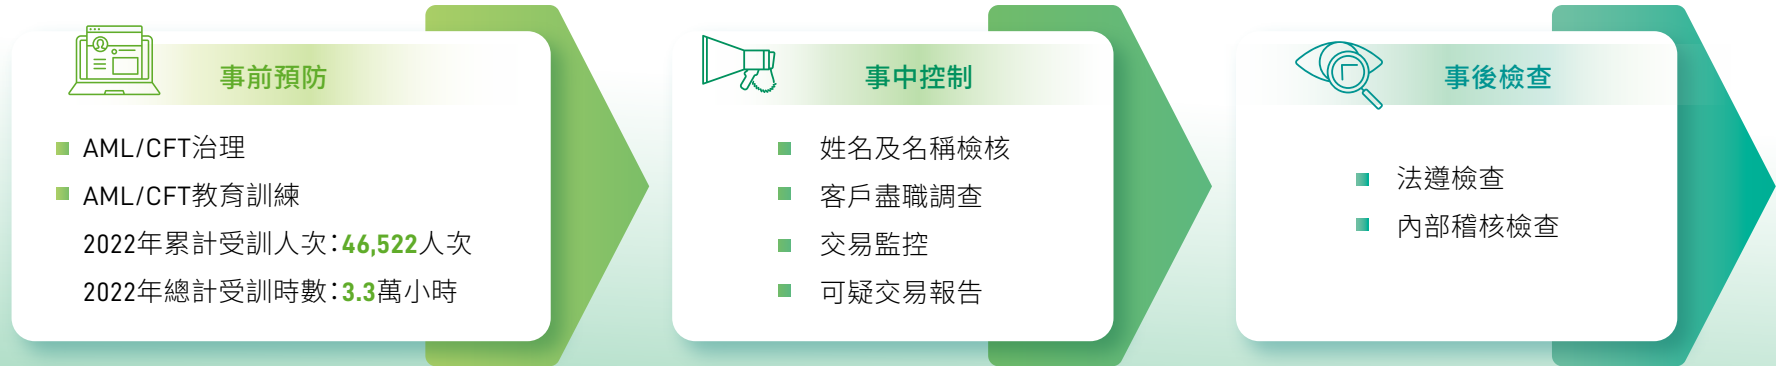 事前預防
AML/CFT治理
AML/CFT教育訓練
2022年累計受訓人次：46,522人次
2022年總計受訓時數：3.3萬小時
事中控制
姓名及名稱檢核
客戶盡職調查
交易監控
可疑交易報告
事後檢查
法遵檢查
內部稽核檢查